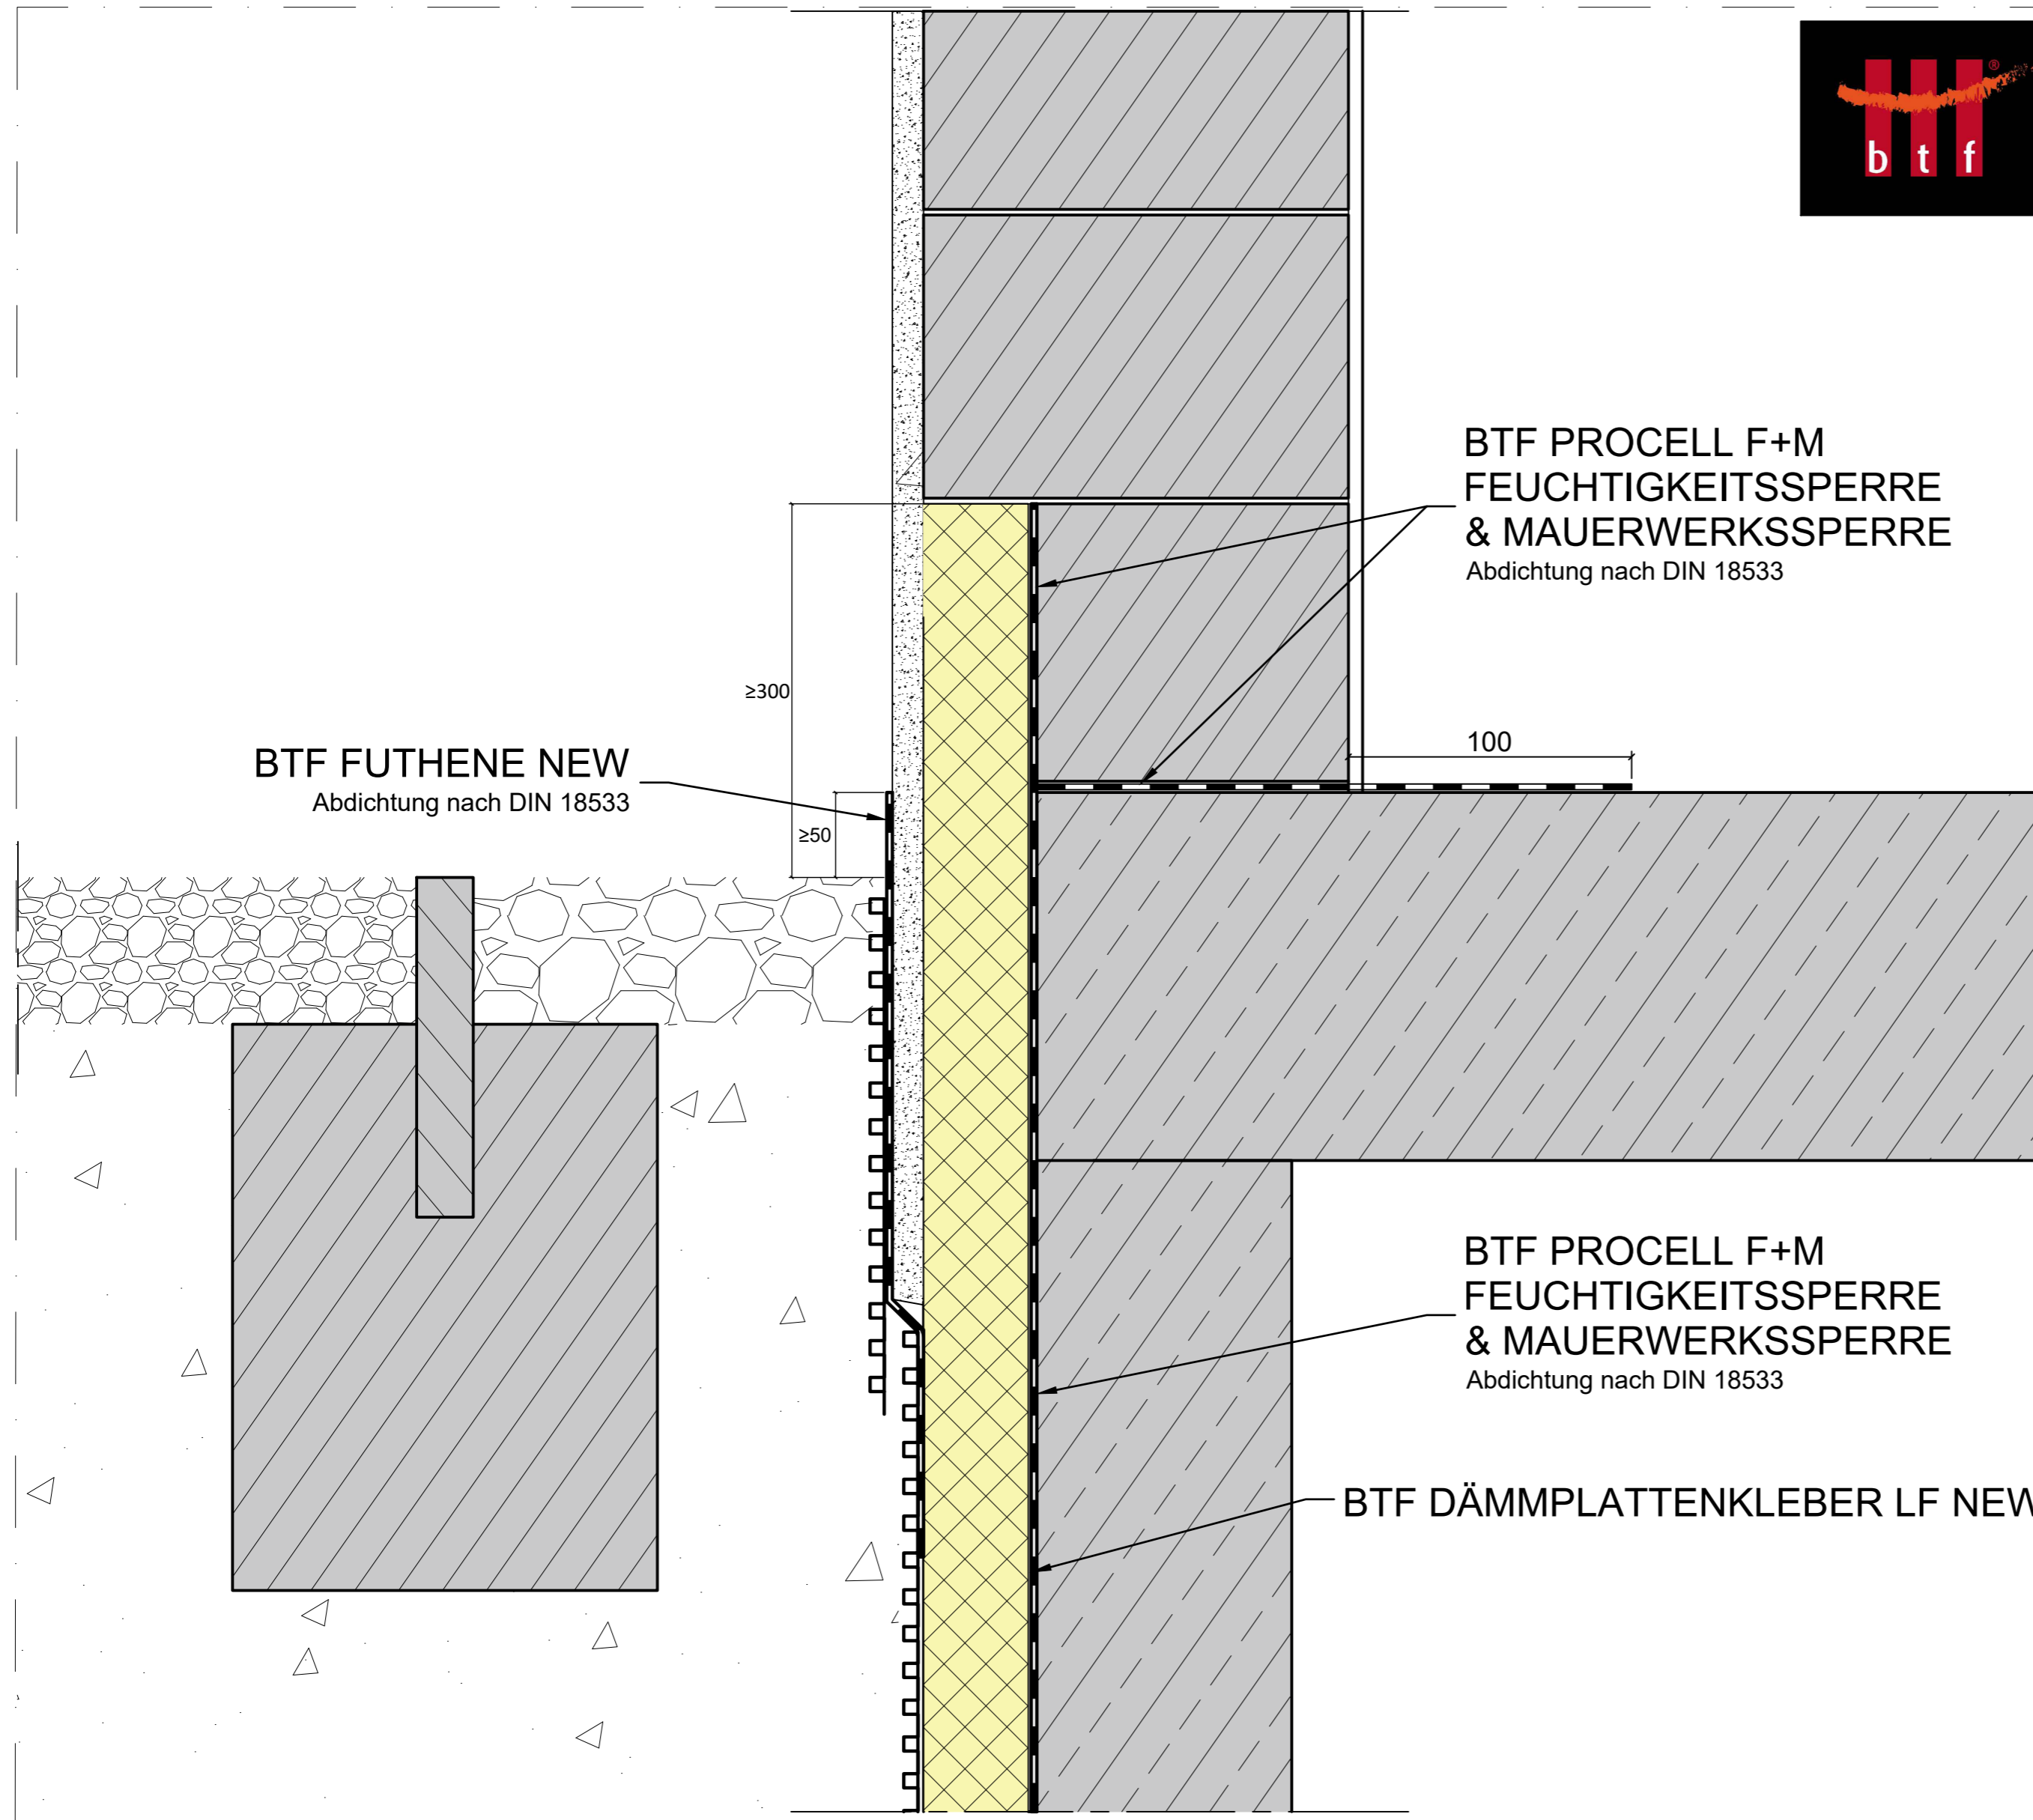 ® 
b t f
BTF PROCELL F+M
FEUCHTIGKEITSSPERRE
& MAUERWERKSSPERRE
Abdichtung nach DIN 18533
≥300
100
BTF FUTHENE NEW
Abdichtung nach DIN 18533
≥50
BTF PROCELL F+M
FEUCHTIGKEITSSPERRE
& MAUERWERKSSPERRE
Abdichtung nach DIN 18533
BTF DÄMMPLATTENKLEBER LF NEW